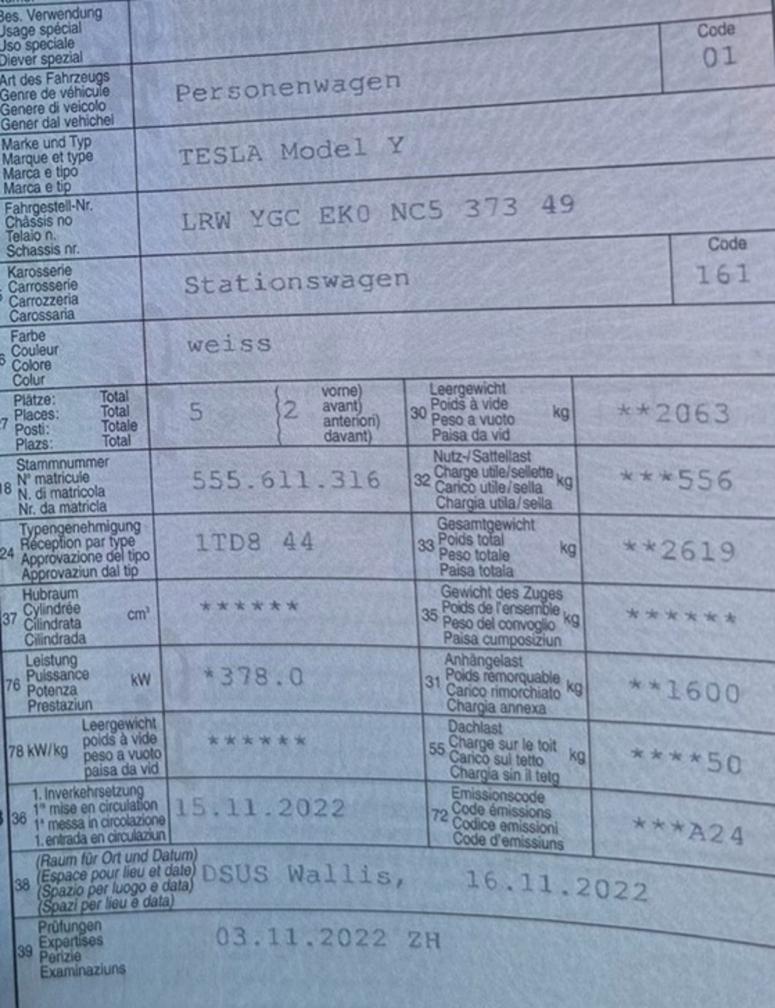 Bes. Verwendung
Usage spécial
Uso speciale
Diever spezial
Art des Fahrzeugs
Genre de véhicule
Genere di veicolo
Gener dal vehichel
Personenwagen
Code
01
Marke und Typ
Marque et type
Marca e tipo
Marca e tip
TESLA Model Y
Fahrgestell-Nr.
Châssis no
Telaio n.
Schassis nr.
LRW YGC EK0 NC5 373 49
Karosserie
Carrosserie
Carrozzeria
Carossaria
Stationswagen
Code
161
Farbe
Couleur
Colore
Colur
weiss
Plätze: Total
Places: Total
Posti: Totale
Plazs: Total
5
2
vorne)
avant)
anteriori)
davant)
30
Leergewicht
Poids à vide
Peso a vuoto
Paisa da vid
kg
**2063
18
Stammnummer
N° matricule
N. di matricola
Nr. da matricla
555.611.316
32
Nutz-/Sattellast
Charge utile/sellette
Carico utile/sella
Chargia utila/sella
kg
***556
24
Typengenehmigung
Réception par type
Approvazione del tipo
Approvaziun dal tip
1TD8 44
33
Gesamtgewicht
Poids total
Peso totale
Paisa totala
kg
**2619
37
Hubraum
Cylindrée
Cilindrata
Cilindrada
cm³
******
35
Gewicht des Zuges
Poids de l'ensemble
Peso del convoglio
Paisa cumposiziun
kg
******
76
Leistung
Puissance
Potenza
Prestaziun
kW
*378.0
31
Anhängelast
Poids remorquable
Carico rimorchiato
Chargia annexa
kg
**1600
78 kW/kg
Leergewicht
poids à vide
peso a vuoto
paisa da vid
******
55
Dachlast
Charge sur le toit
Carico sul tetto
Chargia sin il tetg
kg
****50
36
1. Inverkehrsetzung
1re mise en circulation
1a messa in circolazione
1. entrada en circulaziun
15.11.2022
72
Emissionscode
Code émissions
Codice emissioni
Code d'emissiuns
***A24
38
(Raum für Ort und Datum)
(Espace pour lieu et date)
(Spazio per luogo e data)
(Spazi per lieu e data)
DSUS Wallis, 16.11.2022
39
Prüfungen
Expertises
Perizie
Examinaziuns
03.11.2022 ZH